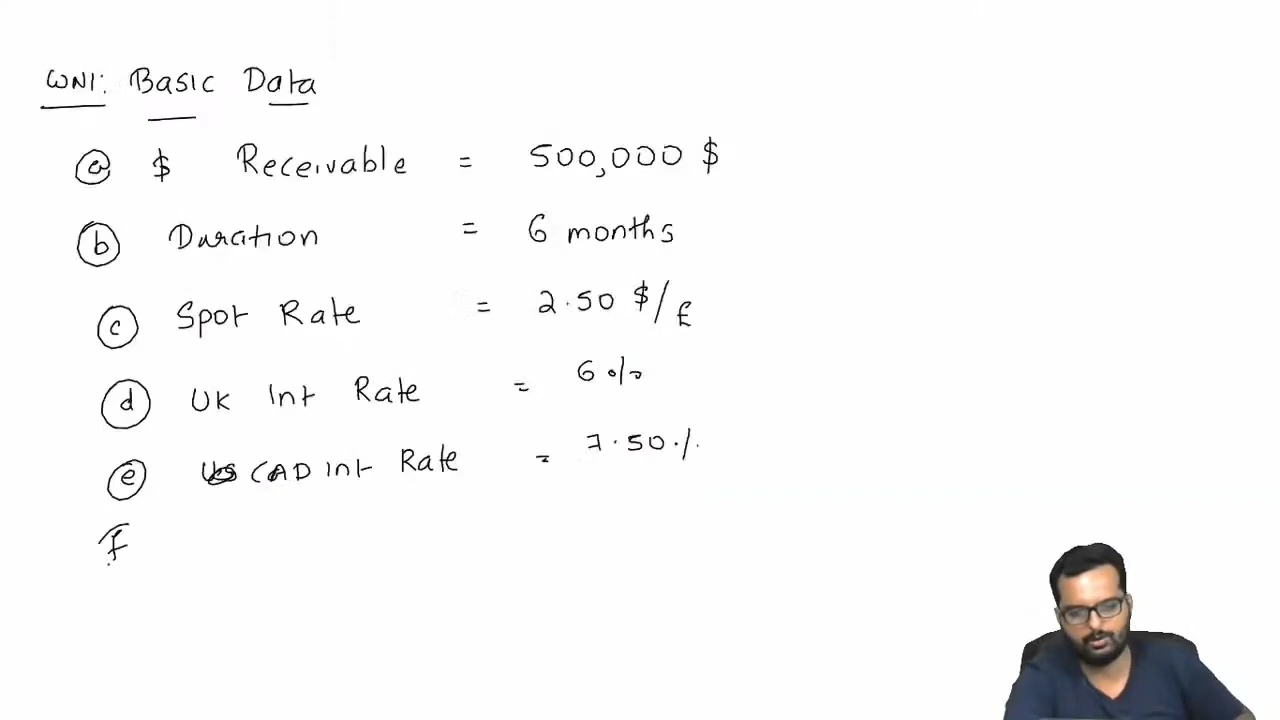 WN1: Basic Data
a $ Receivable = 500,000 $
b Duration = 6 months
c Spot Rate = 2.50 $/£
d UK Int Rate = 6%
e CAD Int Rate = 7.50%
f